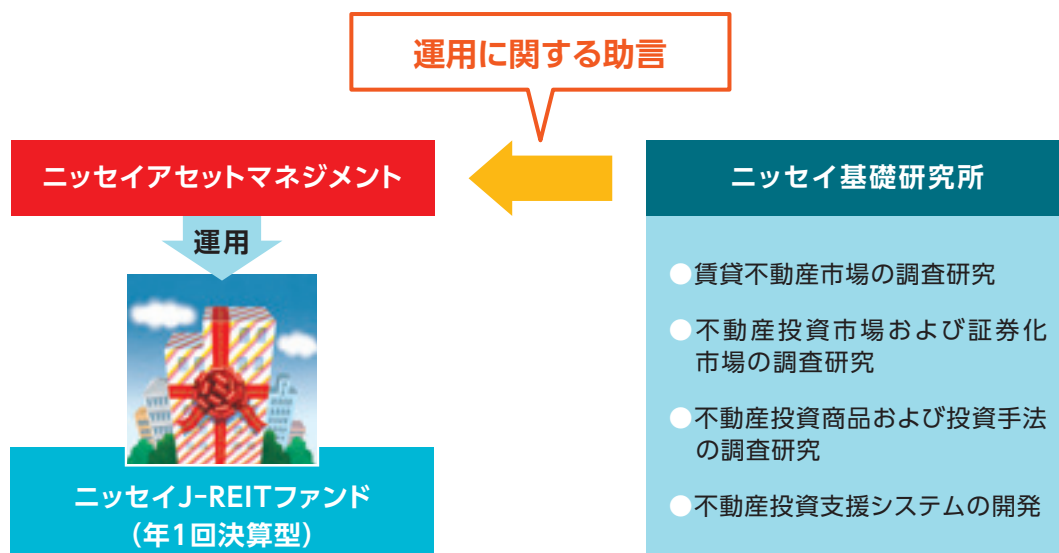 運用に関する助言
ニッセイアセットマネジメント
運用
ニッセイJ-REITファンド
（年1回決算型）
ニッセイ基礎研究所
●賃貸不動産市場の調査研究
●不動産投資市場および証券化
市場の調査研究
●不動産投資商品および投資手法
の調査研究
●不動産投資支援システムの開発